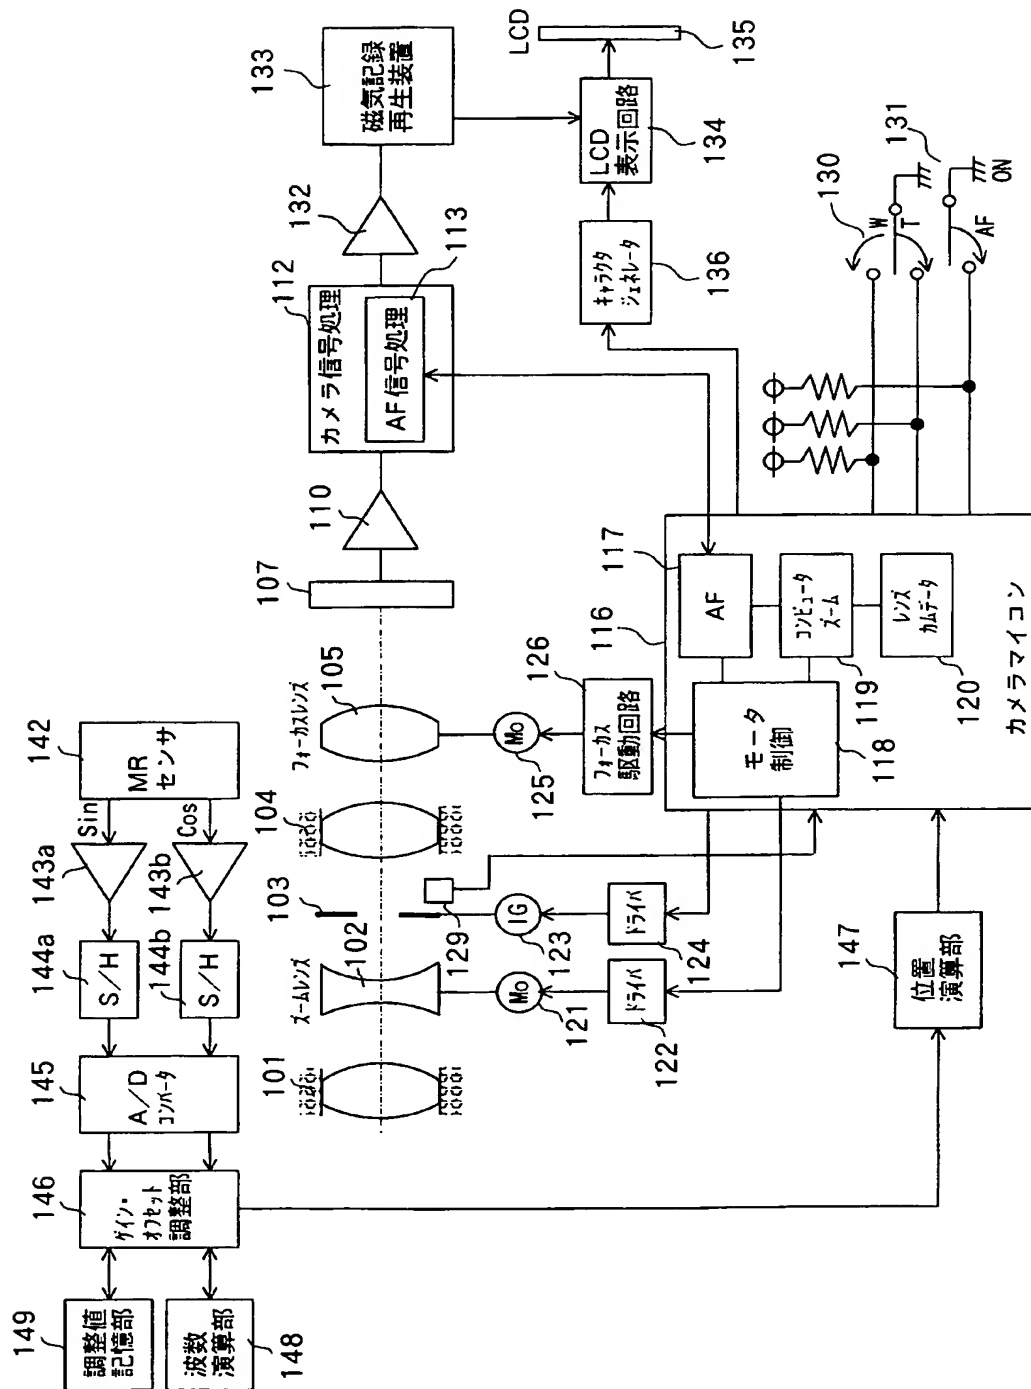 149
調整値
記憶部
波数
演算部
148
146
ゲイン・
オフセット
調整部
145
A/D
コンバータ
144a
S/H
144b
S/H
143a
143b
Sin
Cos
142
MR
センサ
101
ズームレンズ
102
103
104
フォーカスレンズ
105
107
110
112
カメラ信号処理
AF信号処理
113
132
133
磁気記録
再生装置
LCD
135
LCD
表示回路
134
キャラクタ
ジェネレータ
136
129
Mo
121
IG
123
Mo
125
ドライバ
122
ドライバ
124
フォーカス
駆動回路
126
116
117
AF
コンピュータ
ズーム
119
レンズ
カムデータ
120
モータ
制御
118
カメラマイコン
147
位置
演算部
130
W
T
131
AF
ON